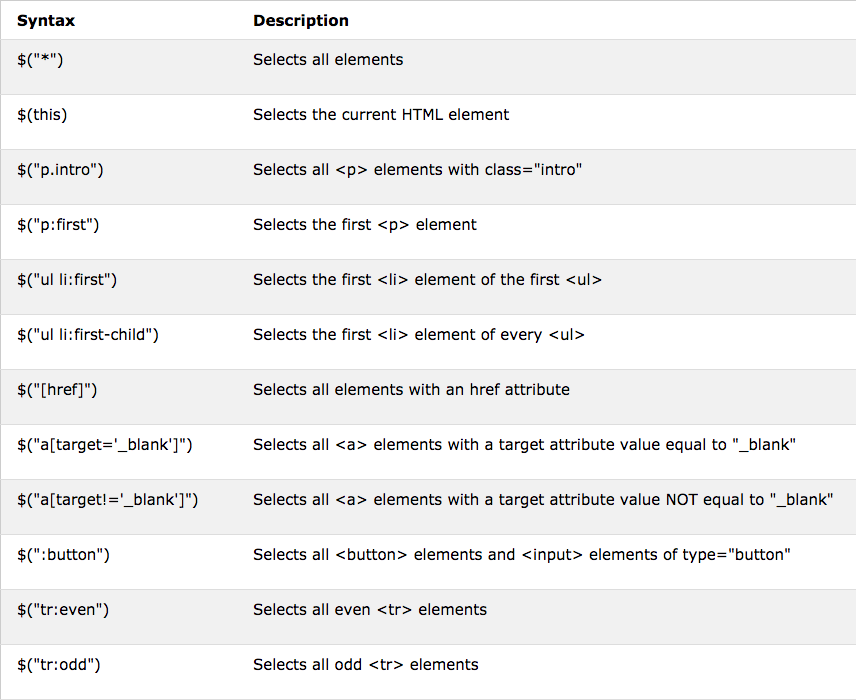 Syntax Description
$("*") Selects all elements
$(this) Selects the current HTML element
$("p.intro") Selects all <p> elements with class="intro"
$("p:first") Selects the first <p> element
$("ul li:first") Selects the first <li> element of the first <ul>
$("ul li:first-child") Selects the first <li> element of every <ul>
$("[href]") Selects all elements with an href attribute
$("a[target='_blank']") Selects all <a> elements with a target attribute value equal to "_blank"
$("a[target!='_blank']") Selects all <a> elements with a target attribute value NOT equal to "_blank"
$(":button") Selects all <button> elements and <input> elements of type="button"
$("tr:even") Selects all even <tr> elements
$("tr:odd") Selects all odd <tr> elements